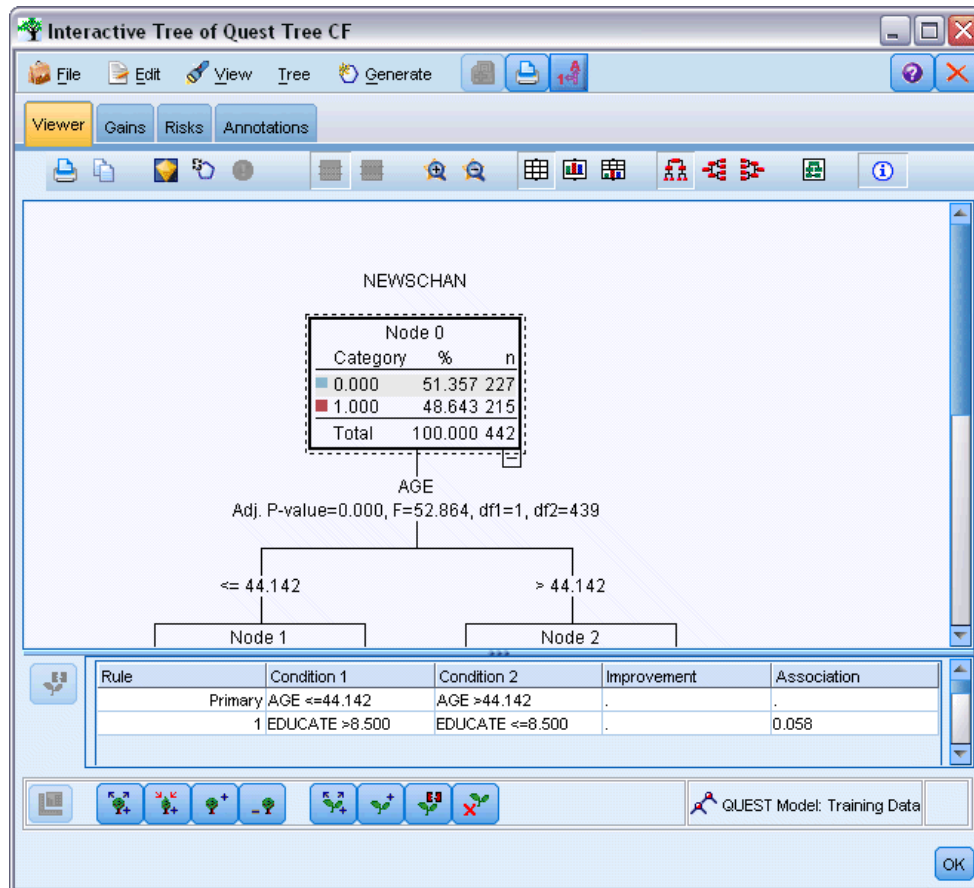 Interactive Tree of Quest Tree CF
File Edit View Tree Generate
Viewer Gains Risks Annotations
NEWSCHAN
Node 0
Category % n
0.000 51.357 227
1.000 48.643 215
Total 100.000 442
AGE
Adj. P-value=0.000, F=52.864, df1=1, df2=439
<= 44.142 > 44.142
Node 1 Node 2
Rule Condition 1 Condition 2 Improvement Association
Primary AGE <=44.142 AGE >44.142 . .
1 EDUCATE >8.500 EDUCATE <=8.500 . 0.058
QUEST Model: Training Data
OK